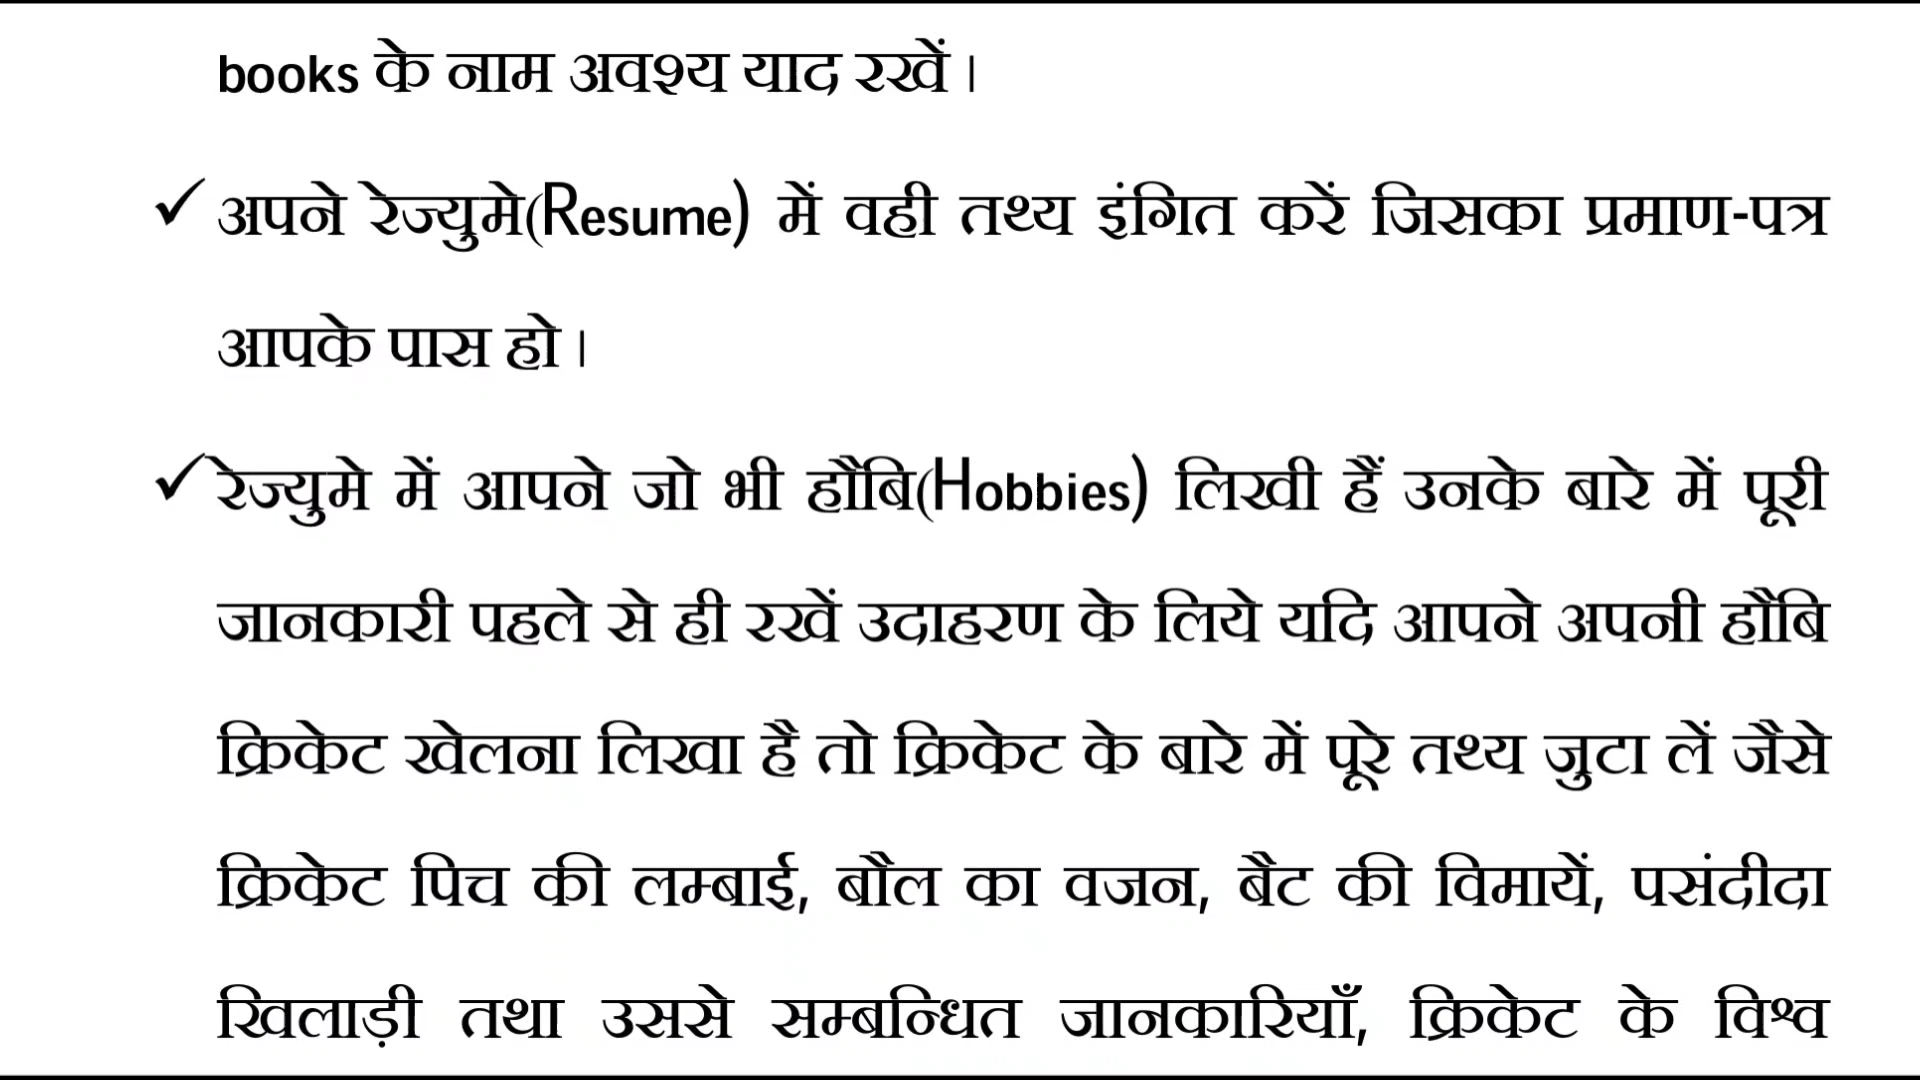 books के नाम अवश्य याद रखें।
✓ अपने रेज्युमे(Resume) में वही तथ्य इंगित करें जिसका प्रमाण-पत्र
आपके पास हो।
✓ रेज्युमे में आपने जो भी हौबि(Hobbies) लिखी हैं उनके बारे में पूरी
जानकारी पहले से ही रखें उदाहरण के लिये यदि आपने अपनी हौबि
क्रिकेट खेलना लिखा है तो क्रिकेट के बारे में पूरे तथ्य जुटा लें जैसे
क्रिकेट पिच की लम्बाई, बौल का वजन, बैट की विमायें, पसंदीदा
खिलाड़ी तथा उससे सम्बन्धित जानकारियाँ, क्रिकेट के विश्व